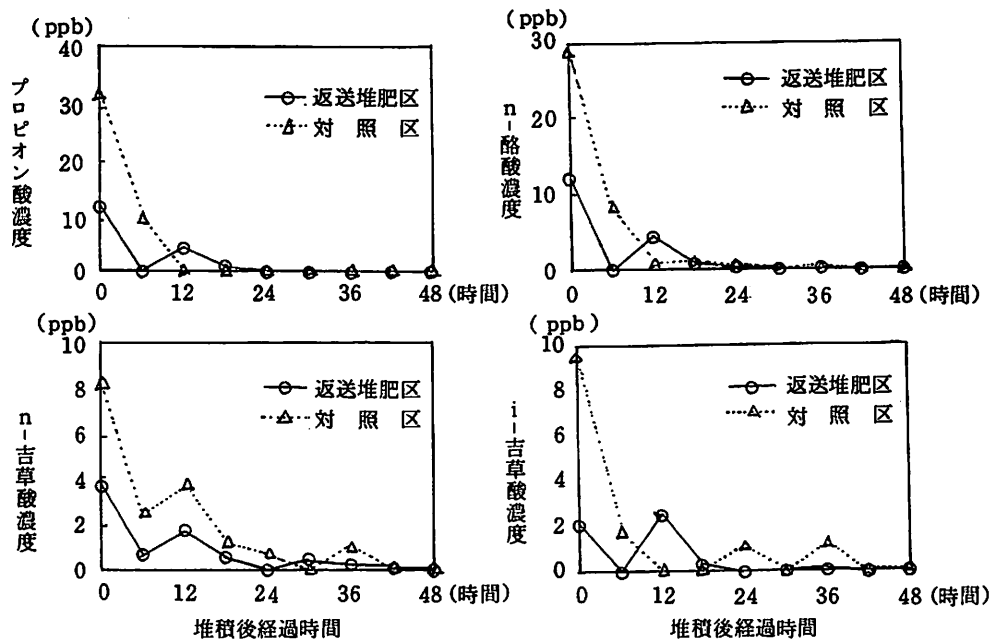 (ppb)
40
30
20
10
0
プロピオン酸濃度
返送堆肥区
対照区
0 12 24 36 48(時間)
(ppb)
30
20
10
0
n-酪酸濃度
返送堆肥区
対照区
0 12 24 36 48(時間)
(ppb)
10
8
6
4
2
0
n-吉草酸濃度
返送堆肥区
対照区
0 12 24 36 48(時間)
堆積後経過時間
(ppb)
10
8
6
4
2
0
i-吉草酸濃度
返送堆肥区
対照区
0 12 24 36 48(時間)
堆積後経過時間